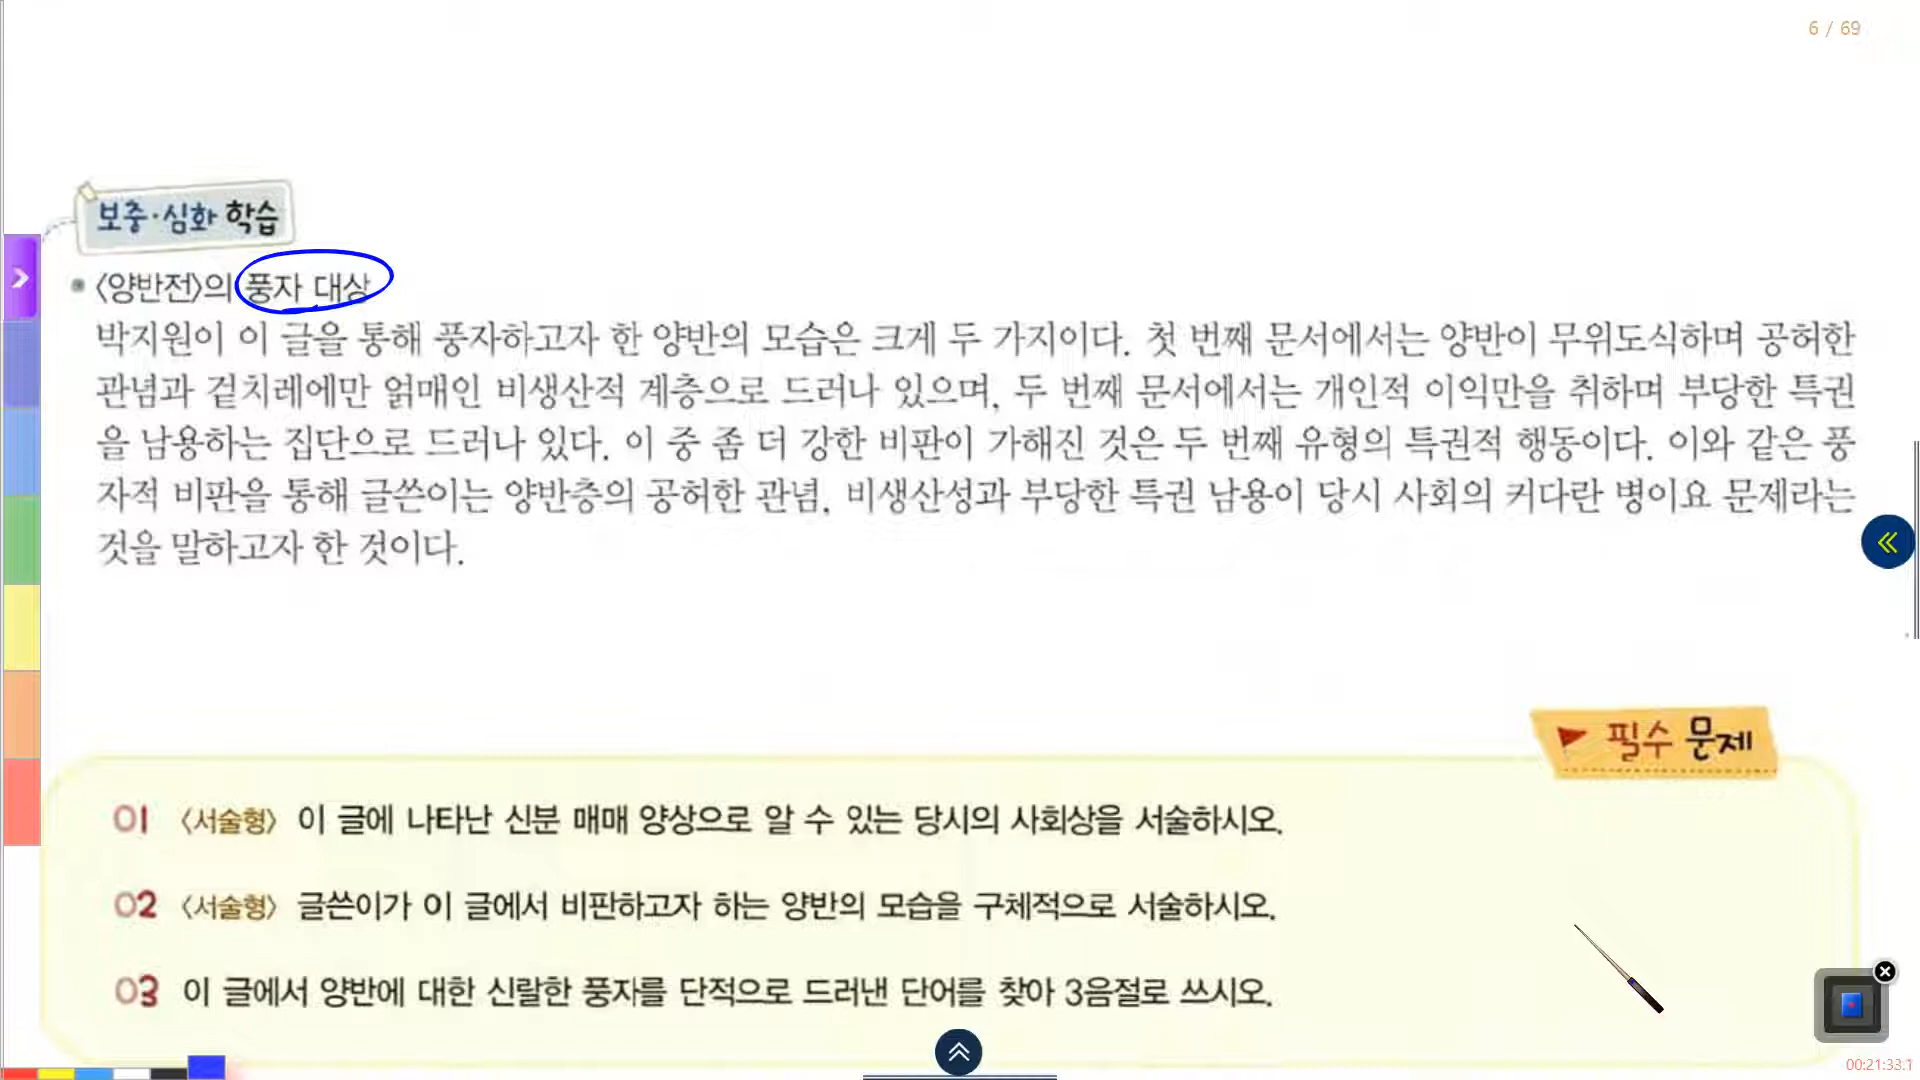 6 / 69
보충·심화 학습
〈양반전〉의 풍자 대상
박지원이 이 글을 통해 풍자하고자 한 양반의 모습은 크게 두 가지이다. 첫 번째 문서에서는 양반이 무위도식하며 공허한
관념과 겉치레에만 얽매인 비생산적 계층으로 드러나 있으며, 두 번째 문서에서는 개인적 이익만을 취하며 부당한 특권
을 남용하는 집단으로 드러나 있다. 이 중 좀 더 강한 비판이 가해진 것은 두 번째 유형의 특권적 행동이다. 이와 같은 풍
자적 비판을 통해 글쓴이는 양반층의 공허한 관념, 비생산성과 부당한 특권 남용이 당시 사회의 커다란 병이요 문제라는
것을 말하고자 한 것이다.
필수 문제
01 〈서술형〉 이 글에 나타난 신분 매매 양상으로 알 수 있는 당시의 사회상을 서술하시오.
02 〈서술형〉 글쓴이가 이 글에서 비판하고자 하는 양반의 모습을 구체적으로 서술하시오.
03 이 글에서 양반에 대한 신랄한 풍자를 단적으로 드러낸 단어를 찾아 3음절로 쓰시오.
00:21:33.1